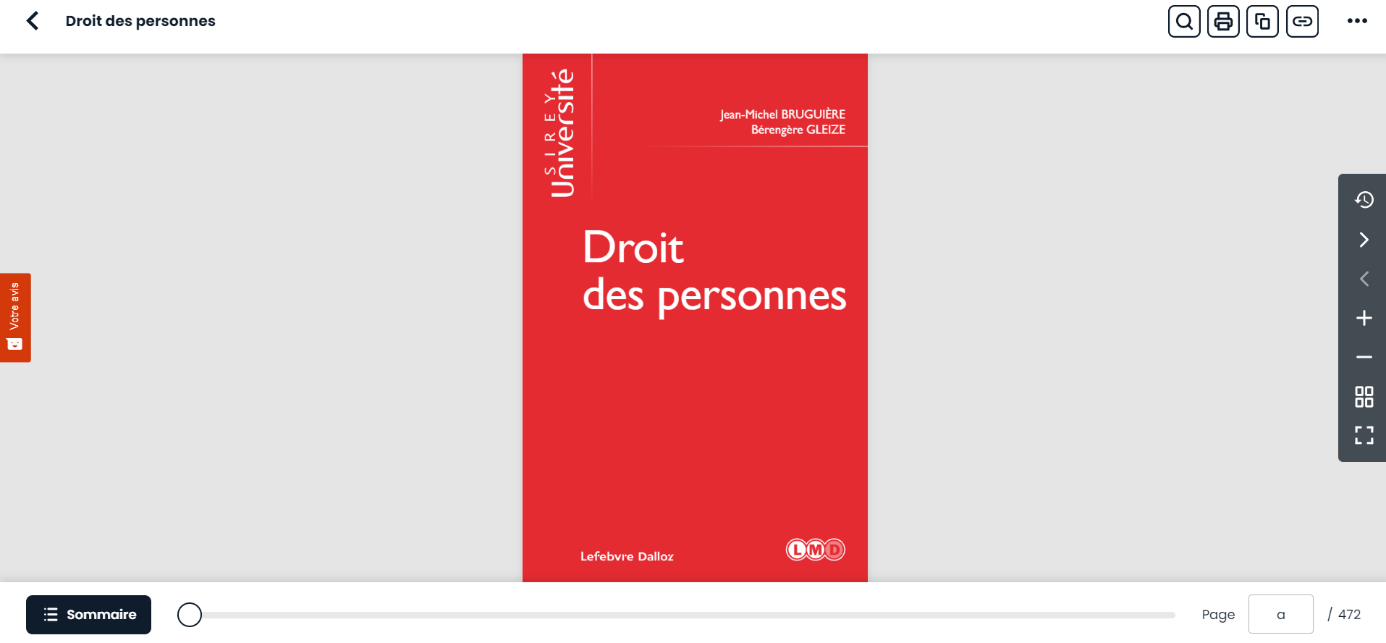 Droit des personnes
SIREY
Université
Jean-Michel BRUGUIÈRE
Bérengère GLEIZE
Droit
des personnes
Votre avis
Lefebvre Dalloz
LMD
Sommaire
Page
a
/ 472